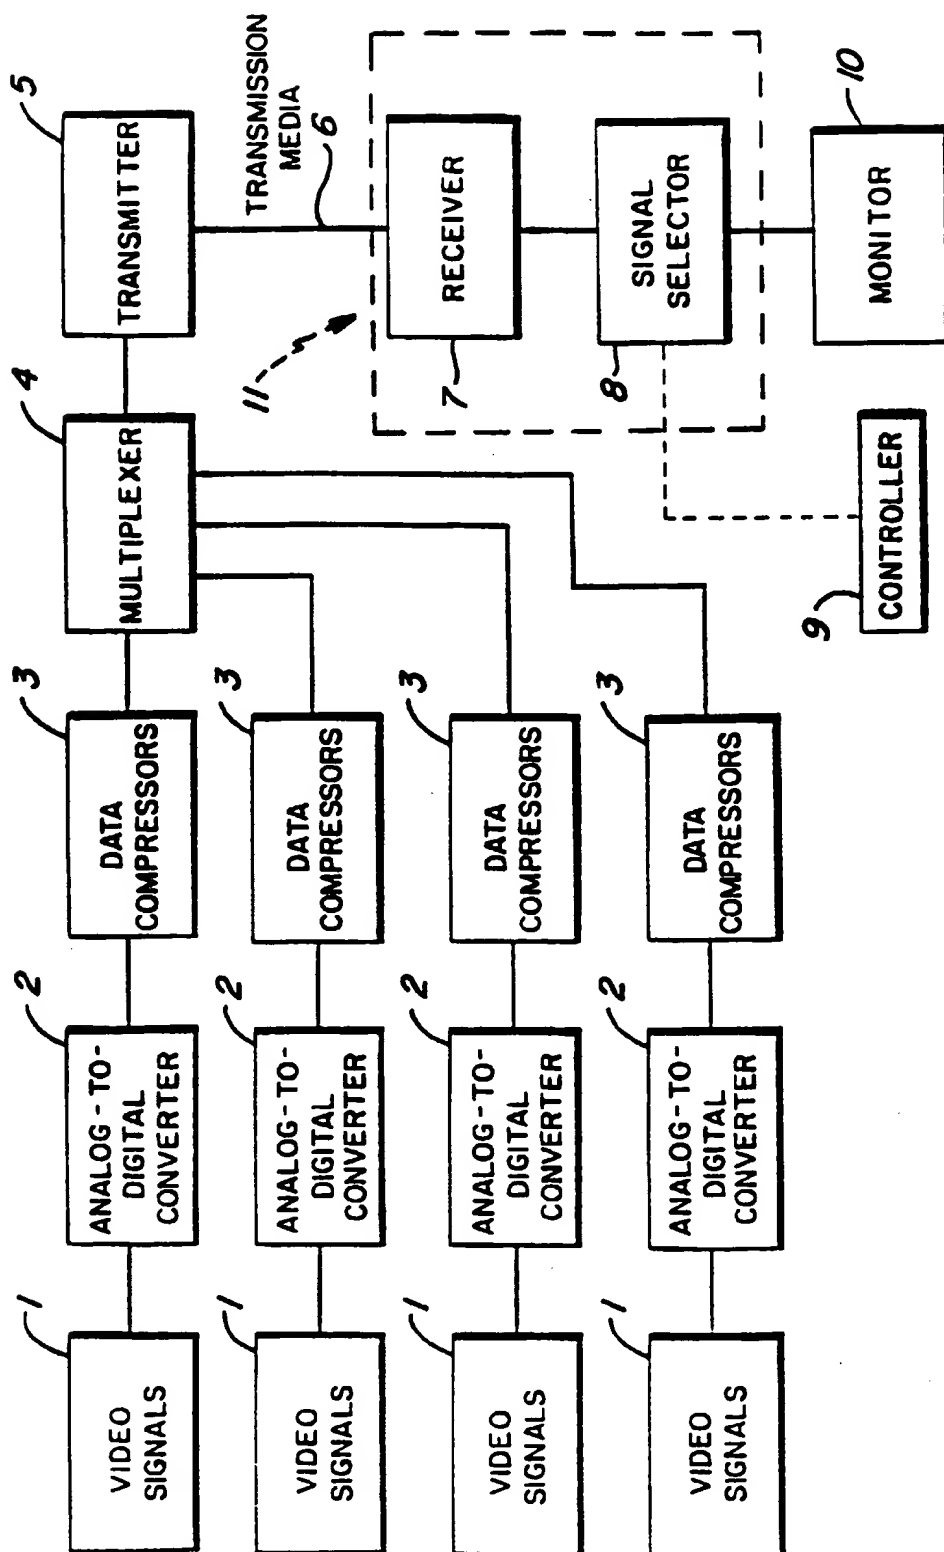 1
VIDEO
SIGNALS
2
ANALOG-TO-
DIGITAL
CONVERTER
3
DATA
COMPRESSORS
4
MULTIPLEXER
5
TRANSMITTER
1
VIDEO
SIGNALS
2
ANALOG-TO-
DIGITAL
CONVERTER
3
DATA
COMPRESSORS
1
VIDEO
SIGNALS
2
ANALOG-TO-
DIGITAL
CONVERTER
3
DATA
COMPRESSORS
1
VIDEO
SIGNALS
2
ANALOG-TO-
DIGITAL
CONVERTER
3
DATA
COMPRESSORS
TRANSMISSION
MEDIA
6
11
7
RECEIVER
8
SIGNAL
SELECTOR
9
CONTROLLER
10
MONITOR